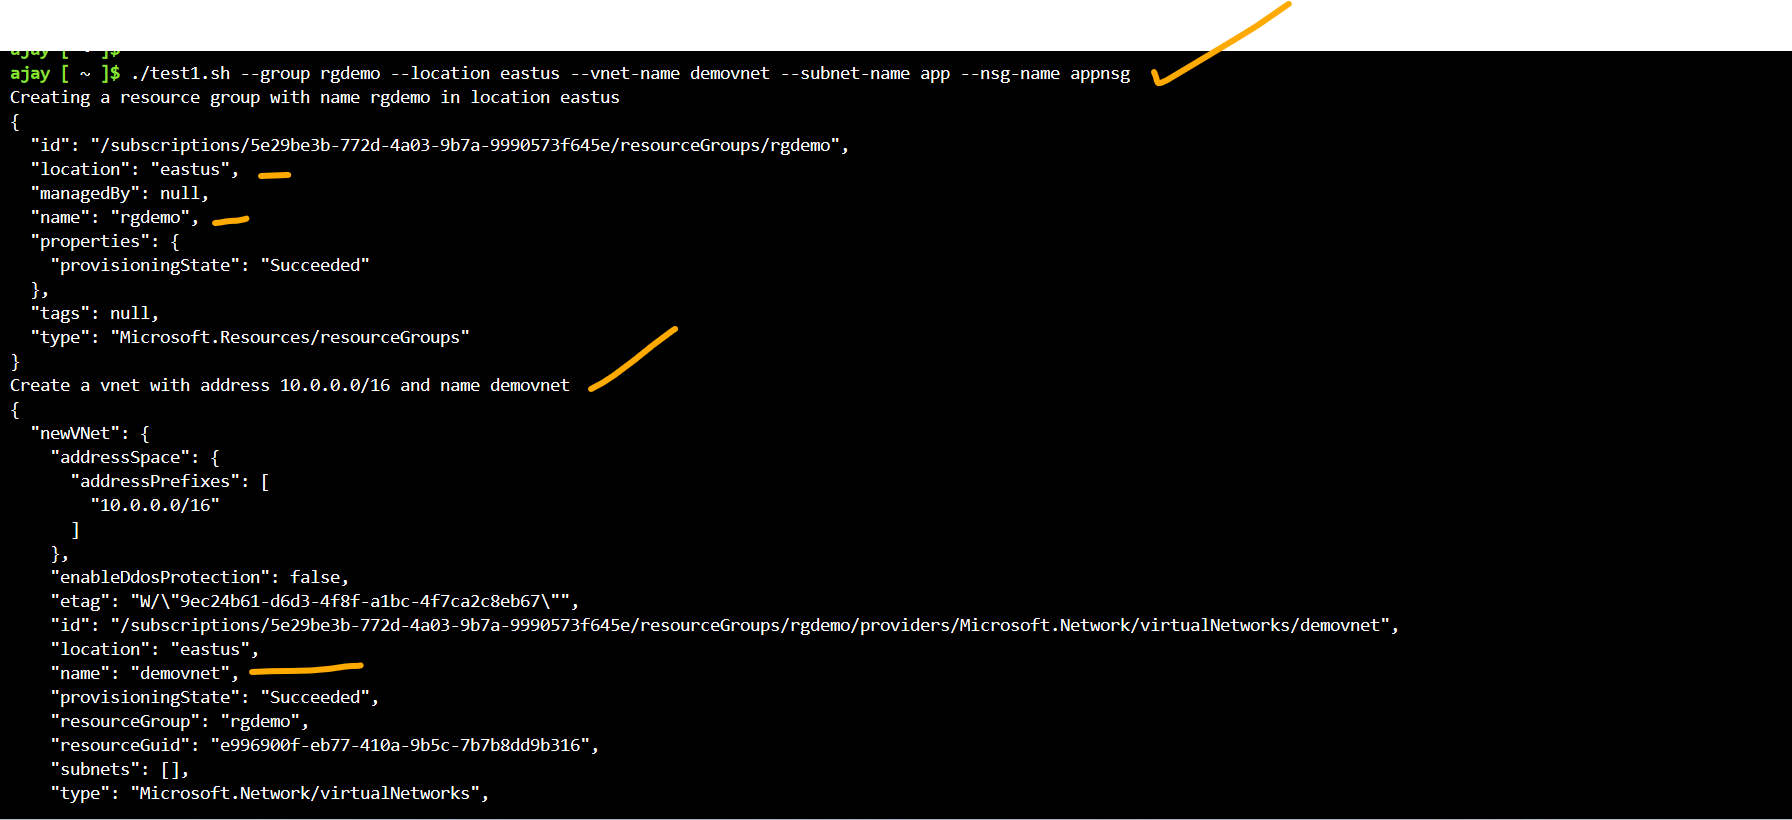 ajay [ ~ ]$
ajay [ ~ ]$ ./test1.sh --group rgdemo --location eastus --vnet-name demovnet --subnet-name app --nsg-name appnsg
Creating a resource group with name rgdemo in location eastus
{
  "id": "/subscriptions/5e29be3b-772d-4a03-9b7a-9990573f645e/resourceGroups/rgdemo",
  "location": "eastus",
  "managedBy": null,
  "name": "rgdemo",
  "properties": {
    "provisioningState": "Succeeded"
  },
  "tags": null,
  "type": "Microsoft.Resources/resourceGroups"
}
Create a vnet with address 10.0.0.0/16 and name demovnet
{
  "newVNet": {
    "addressSpace": {
      "addressPrefixes": [
        "10.0.0.0/16"
      ]
    },
    "enableDdosProtection": false,
    "etag": "W/\"9ec24b61-d6d3-4f8f-a1bc-4f7ca2c8eb67\"",
    "id": "/subscriptions/5e29be3b-772d-4a03-9b7a-9990573f645e/resourceGroups/rgdemo/providers/Microsoft.Network/virtualNetworks/demovnet",
    "location": "eastus",
    "name": "demovnet",
    "provisioningState": "Succeeded",
    "resourceGroup": "rgdemo",
    "resourceGuid": "e996900f-eb77-410a-9b5c-7b7b8dd9b316",
    "subnets": [],
    "type": "Microsoft.Network/virtualNetworks",